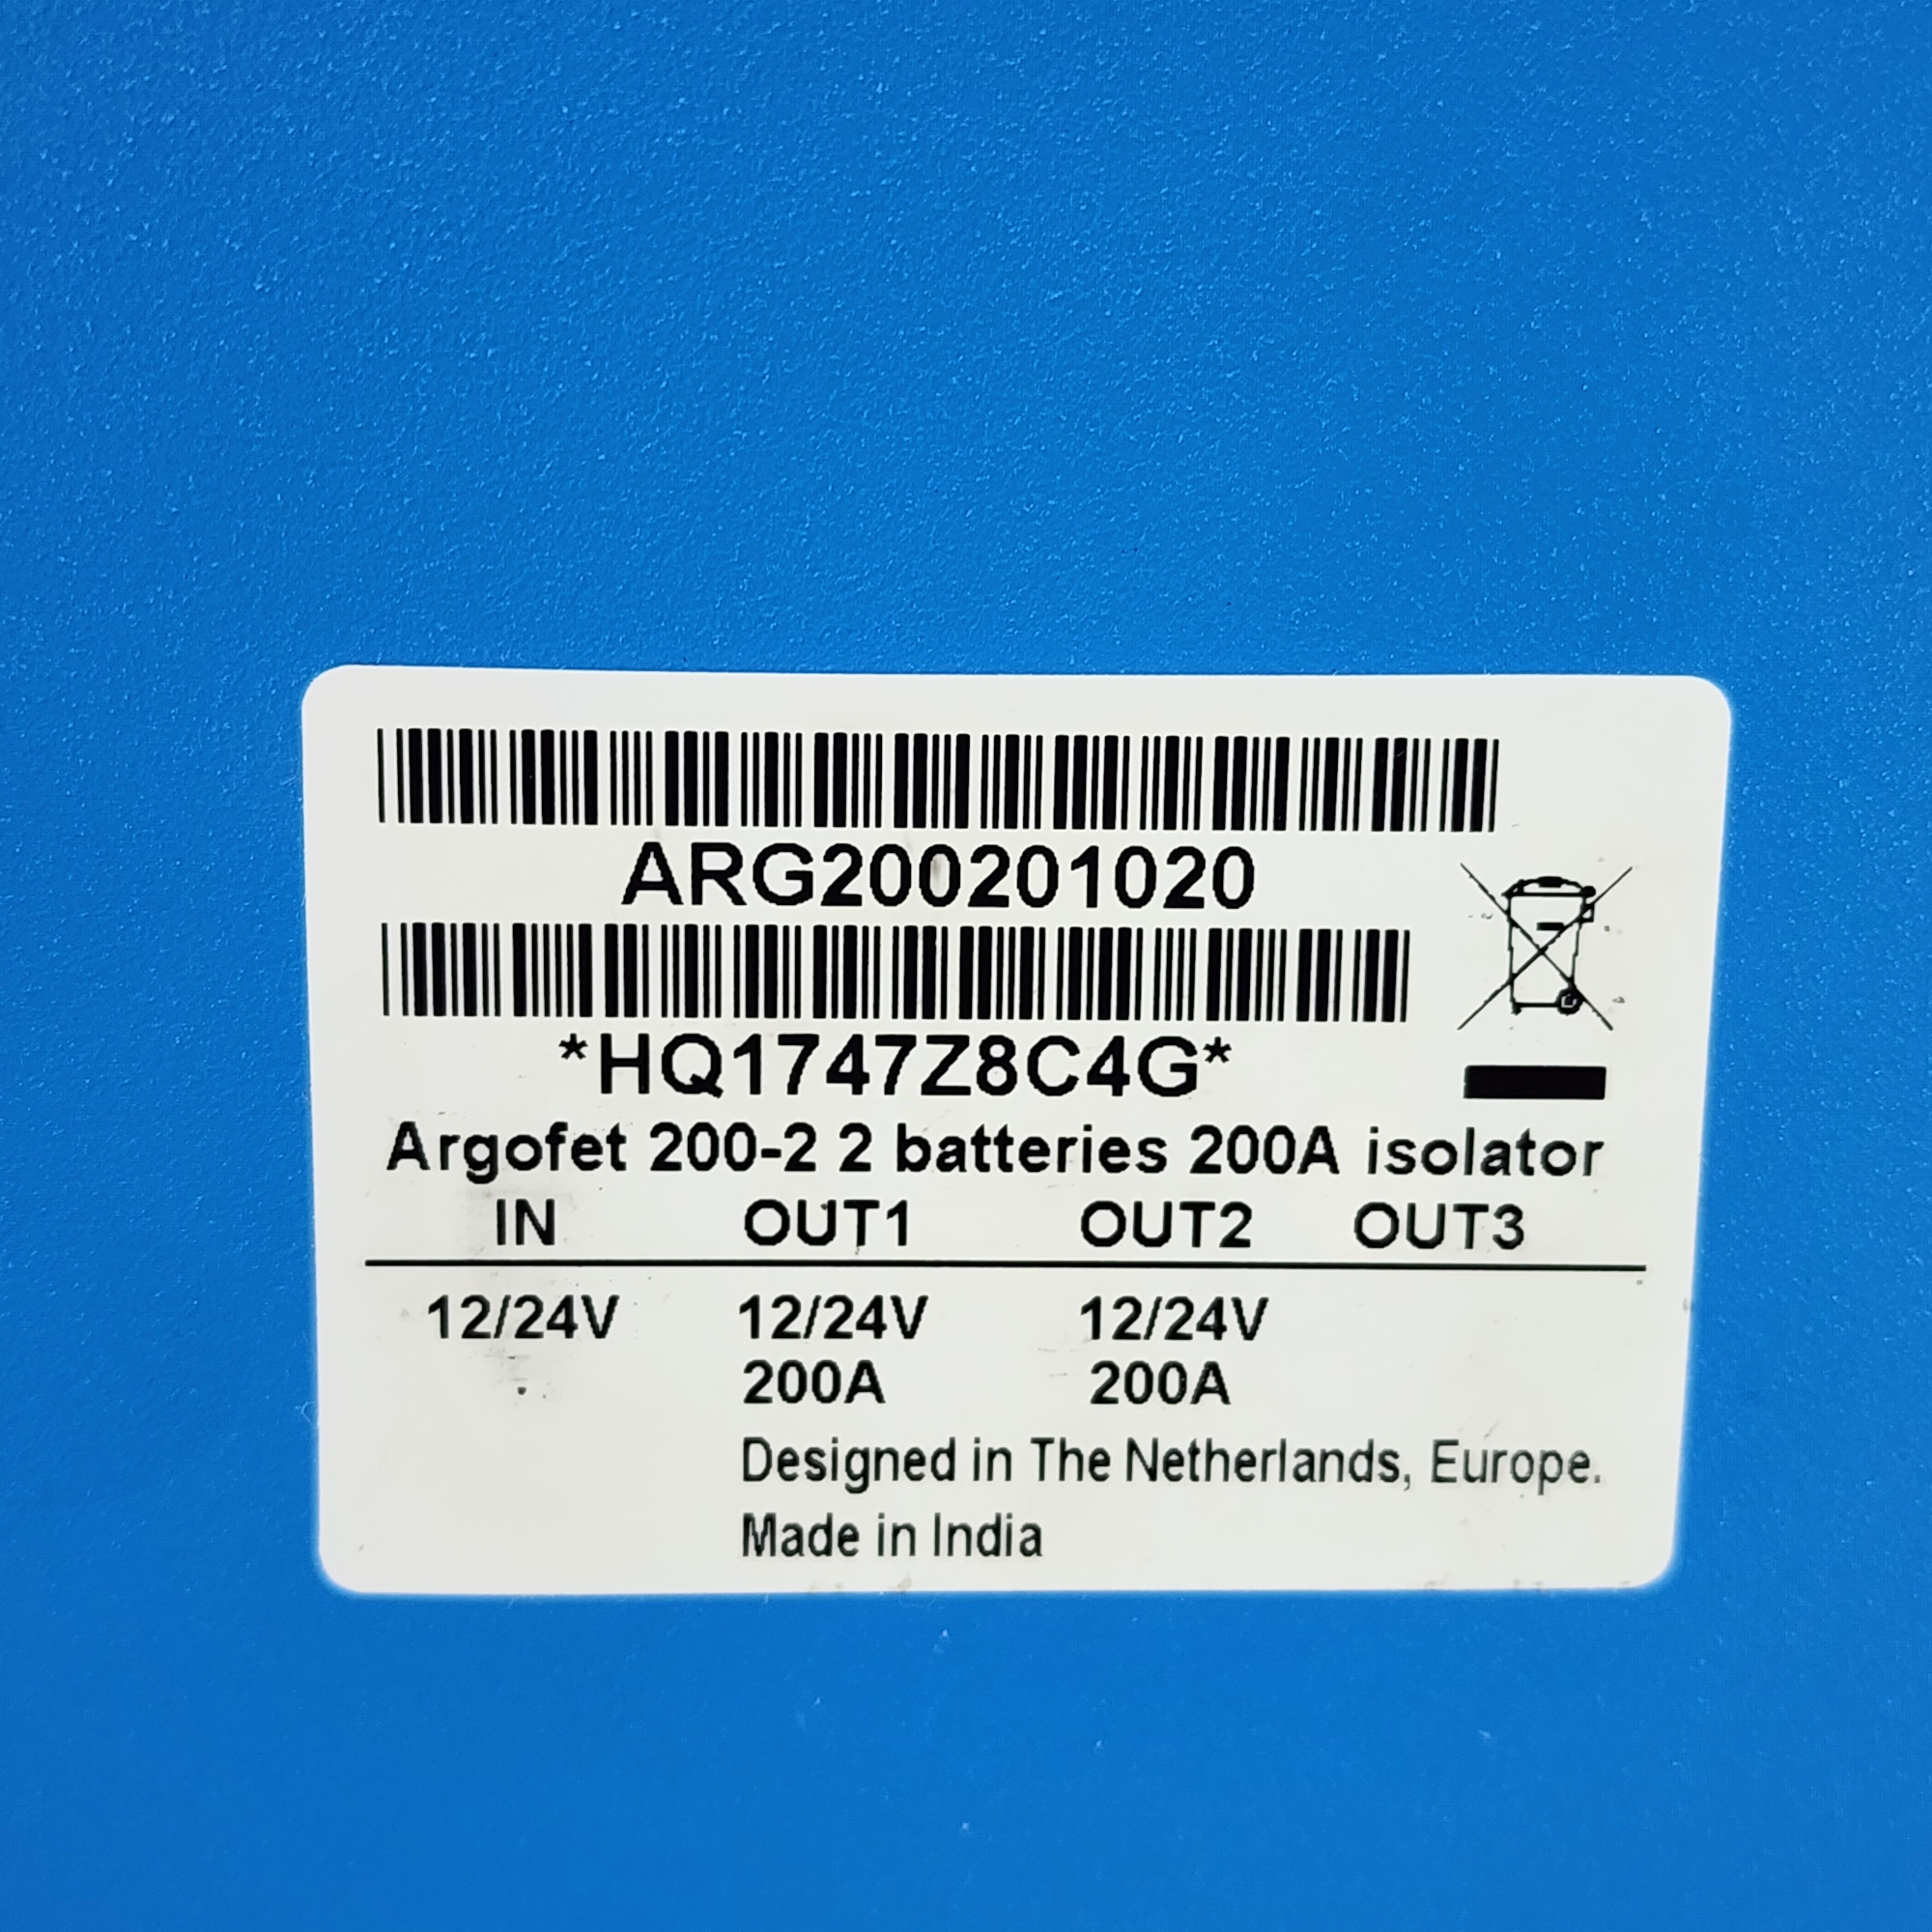 ARG200201020
*HQ1747Z8C4G*
Argofet 200-2 2 batteries 200A isolator
IN OUT1 OUT2 OUT3
12/24V 12/24V 12/24V
200A 200A
Designed in The Netherlands, Europe.
Made in India